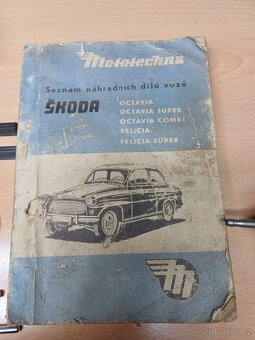 Mototechna
Seznam náhradních dílů vozů
ŠKODA
OCTAVIA
OCTAVIA SUPER
OCTAVIA COMBI
FELICIA
FELICIA SUPER